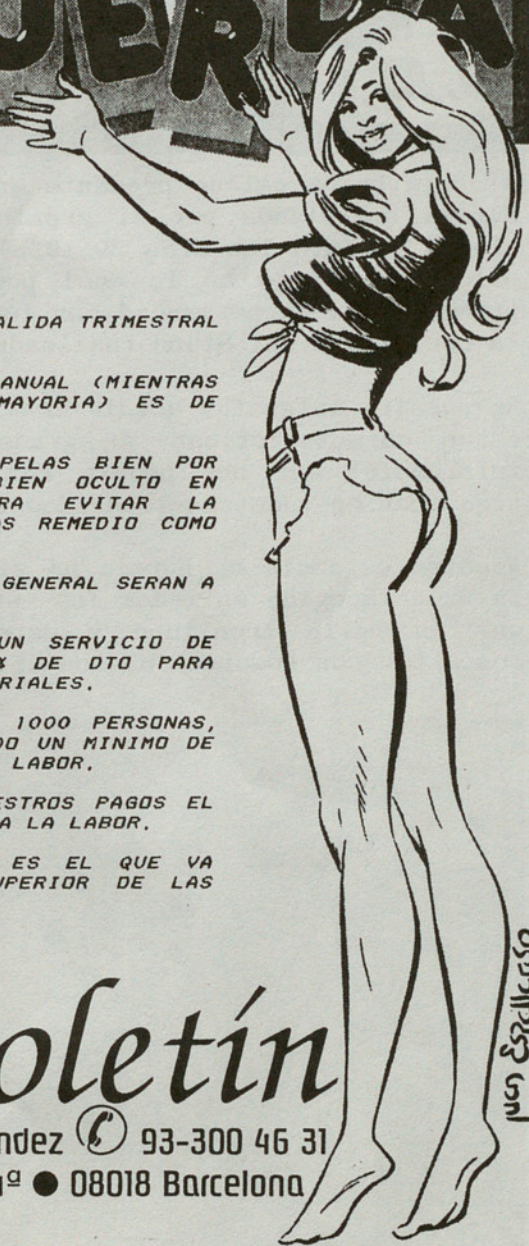 UERDA
ALIDA TRIMESTRAL
ANUAL (MIENTRAS
MAYORIA) ES DE
PELAS BIEN POR
BIEN OCULTO EN
RA EVITAR LA
OS REMEDIO COMO
GENERAL SERAN A
UN SERVICIO DE
% DE DTO PARA
RIALES.
1000 PERSONAS,
DO UN MINIMO DE
LABOR.
ESTROS PAGOS EL
A LA LABOR.
ES EL QUE VA
UPERIOR DE LAS
oletín
ndez 93-300 46 31
1ª ● 08018 Barcelona